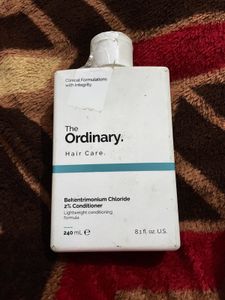 Clinical Formulations
with Integrity.
The
Ordinary.
Hair Care.
Behentrimonium Chloride
2% Conditioner
Lightweight conditioning
formula
240 mL ℮
8.1 fl. oz. U.S.